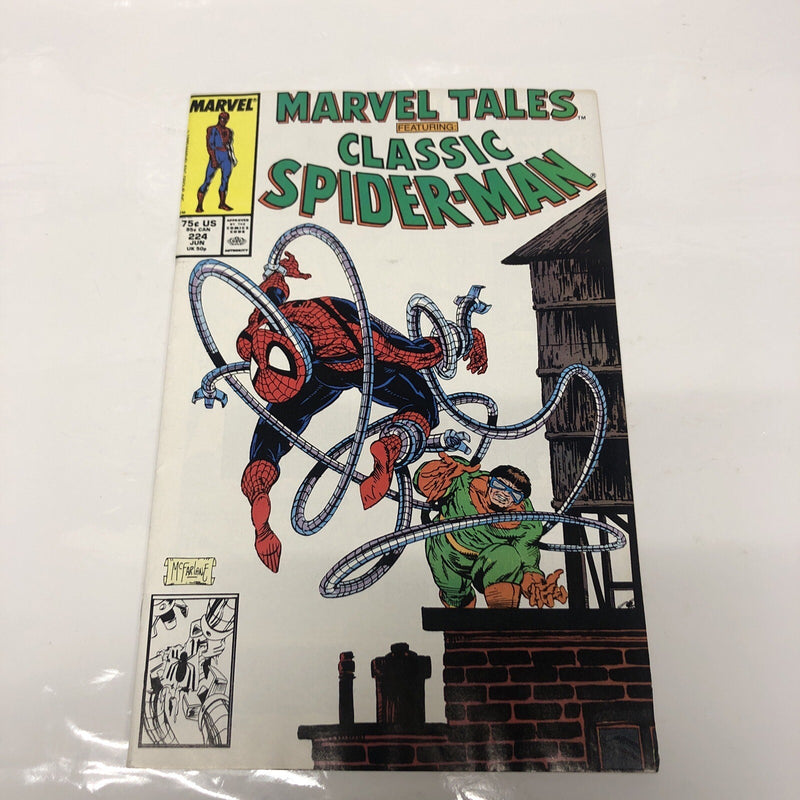 MARVEL
MARVEL TALES™
FEATURING:
CLASSIC
SPIDER-MAN®
75¢ US
95¢ CAN
224
JUN
UK 50p
APPROVED
BY THE
COMICS
CODE
AUTHORITY
McFARLANE